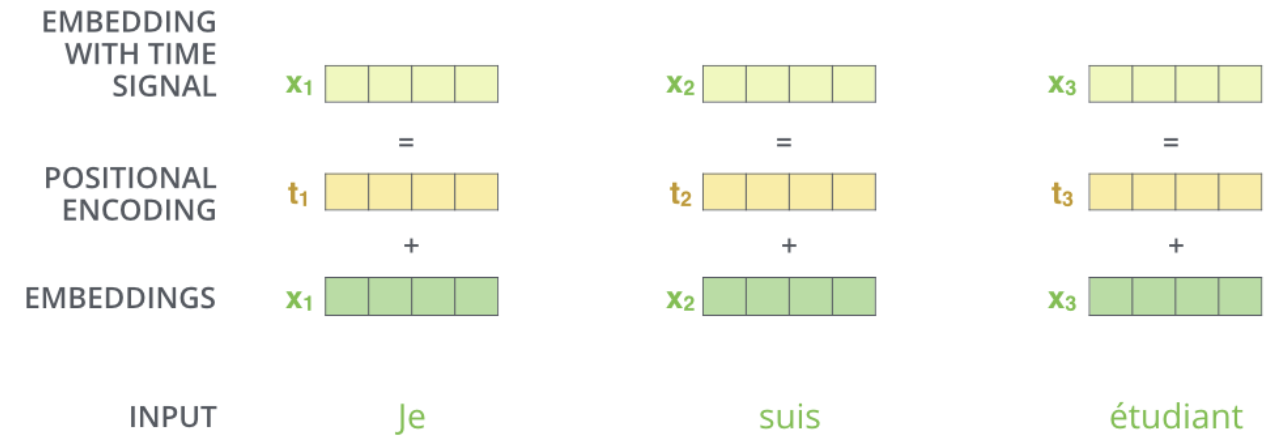 EMBEDDING
WITH TIME
SIGNAL
x1 x2 x3
= = =
POSITIONAL
ENCODING
t1 t2 t3
+ + +
EMBEDDINGS x1 x2 x3
INPUT Je suis étudiant